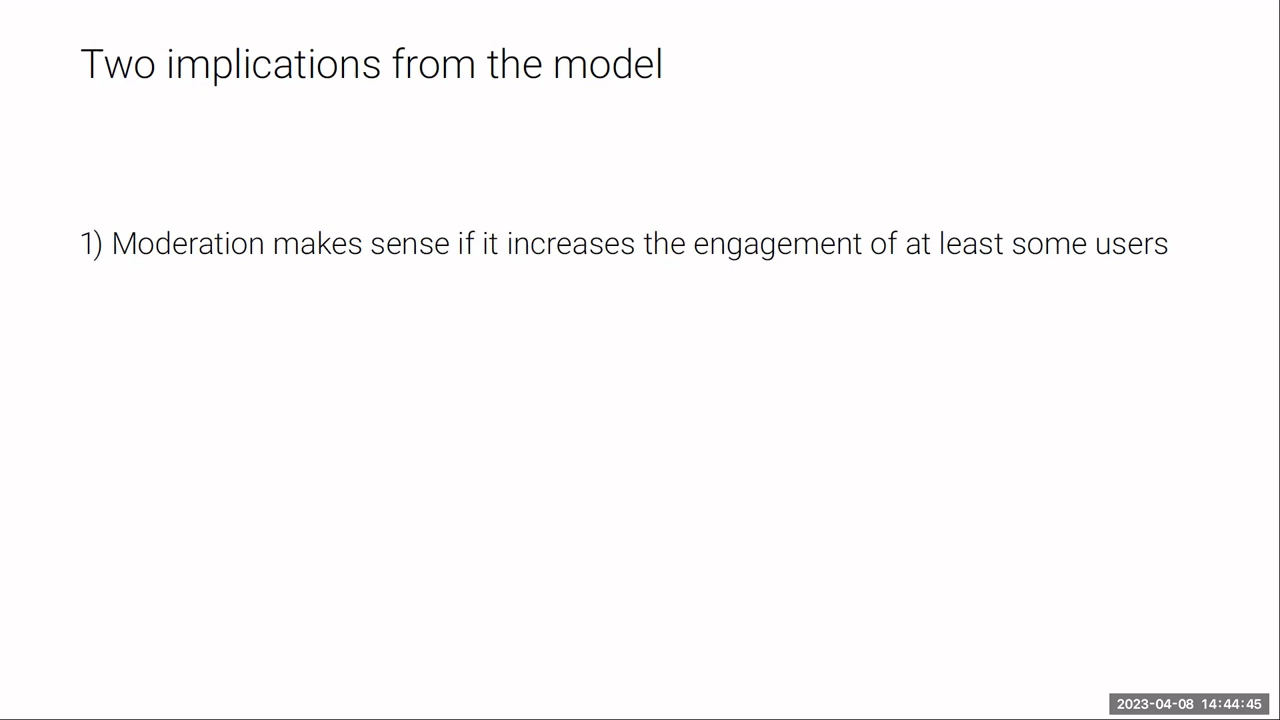 Two implications from the model
1) Moderation makes sense if it increases the engagement of at least some users
2023-04-08 14:44:45